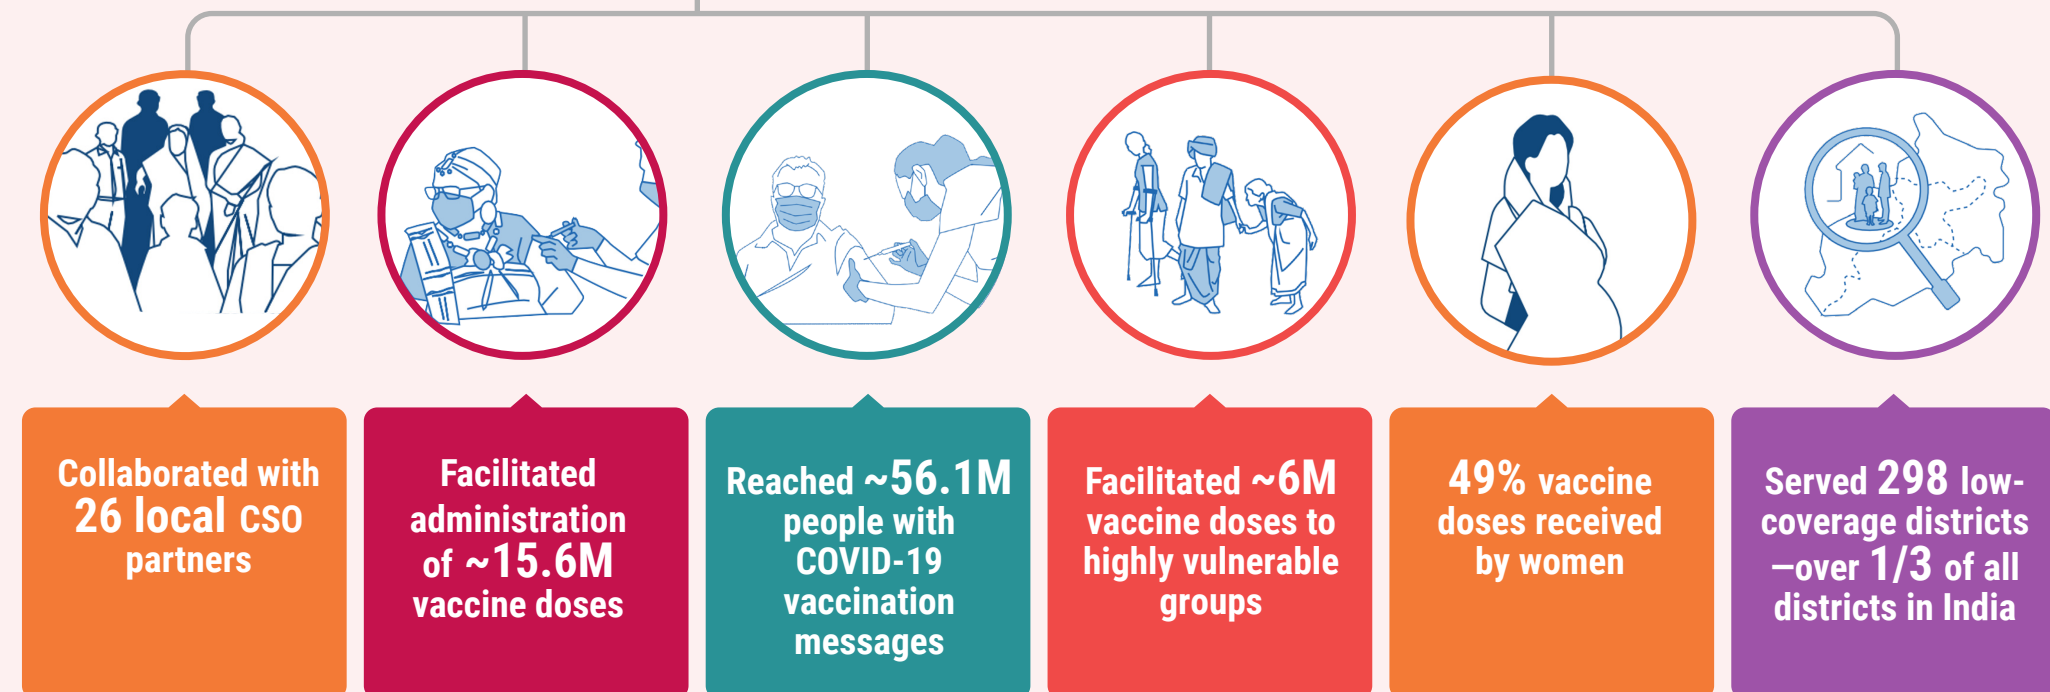 Collaborated with
26 local CSO
partners
Facilitated
administration
of ~15.6M
vaccine doses
Reached ~56.1M
people with
COVID-19
vaccination
messages
Facilitated ~6M
vaccine doses to
highly vulnerable
groups
49% vaccine
doses received
by women
Served 298 low-
coverage districts
—over 1/3 of all
districts in India